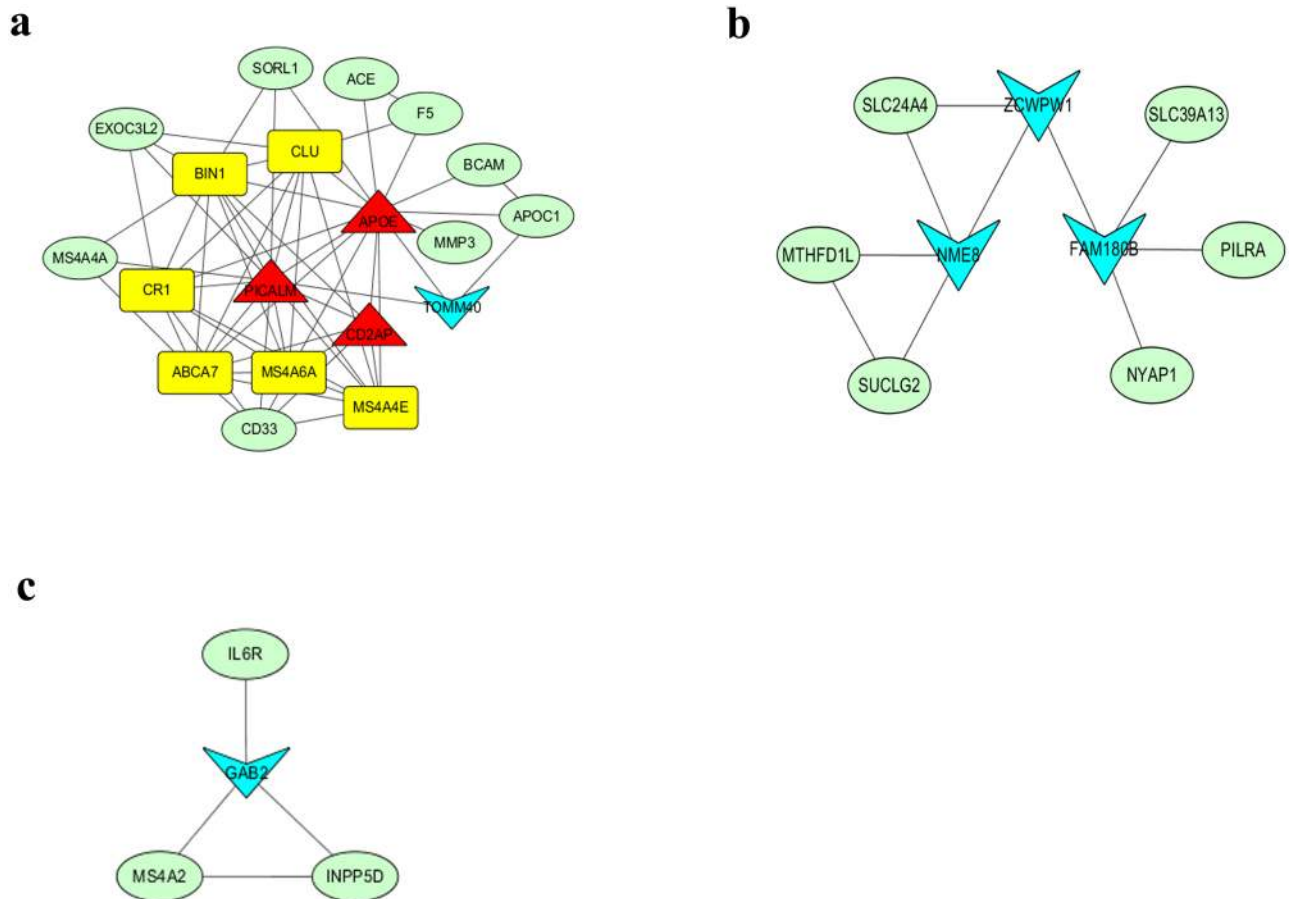 a
SORL1
ACE
F5
EXOC3L2
CLU
BIN1
BCAM
APOE
APOC1
MMP3
MS4A4A
CR1
PICALM
TOMM40
CD2AP
ABCA7
MS4A6A
MS4A4E
CD33
b
SLC24A4
ZCWPW1
SLC39A13
MTHFD1L
NME8
FAM180B
PILRA
SUCLG2
NYAP1
c
IL6R
GAB2
MS4A2
INPP5D